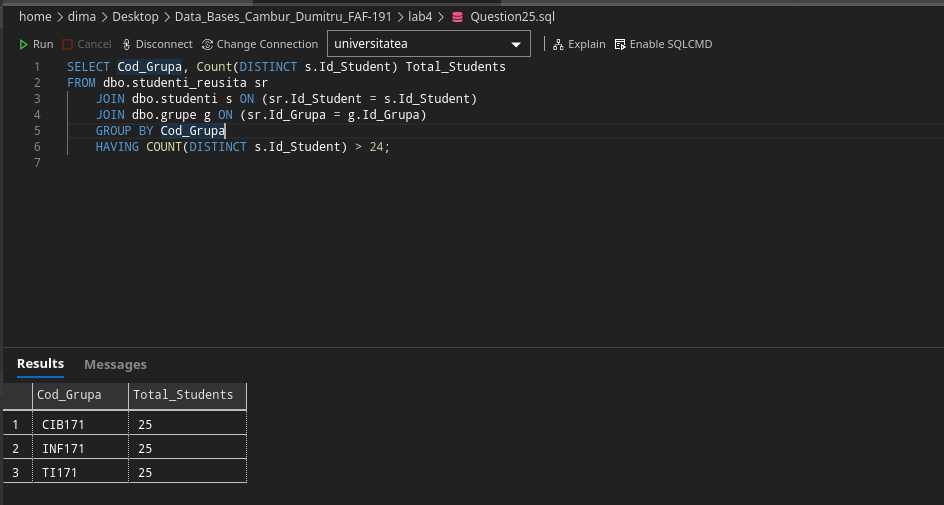 home > dima > Desktop > Data_Bases_Cambur_Dumitru_FAF-191 > lab4 > Question25.sql
Run Cancel Disconnect Change Connection universitatea Explain Enable SQLCMD
1 SELECT Cod_Grupa, Count(DISTINCT s.Id_Student) Total_Students
2 FROM dbo.studenti_reusita sr
3 JOIN dbo.studenti s ON (sr.Id_Student = s.Id_Student)
4 JOIN dbo.grupe g ON (sr.Id_Grupa = g.Id_Grupa)
5 GROUP BY Cod_Grupa
6 HAVING COUNT(DISTINCT s.Id_Student) > 24;
7
Results Messages
Cod_Grupa Total_Students
1 CIB171 25
2 INF171 25
3 TI171 25